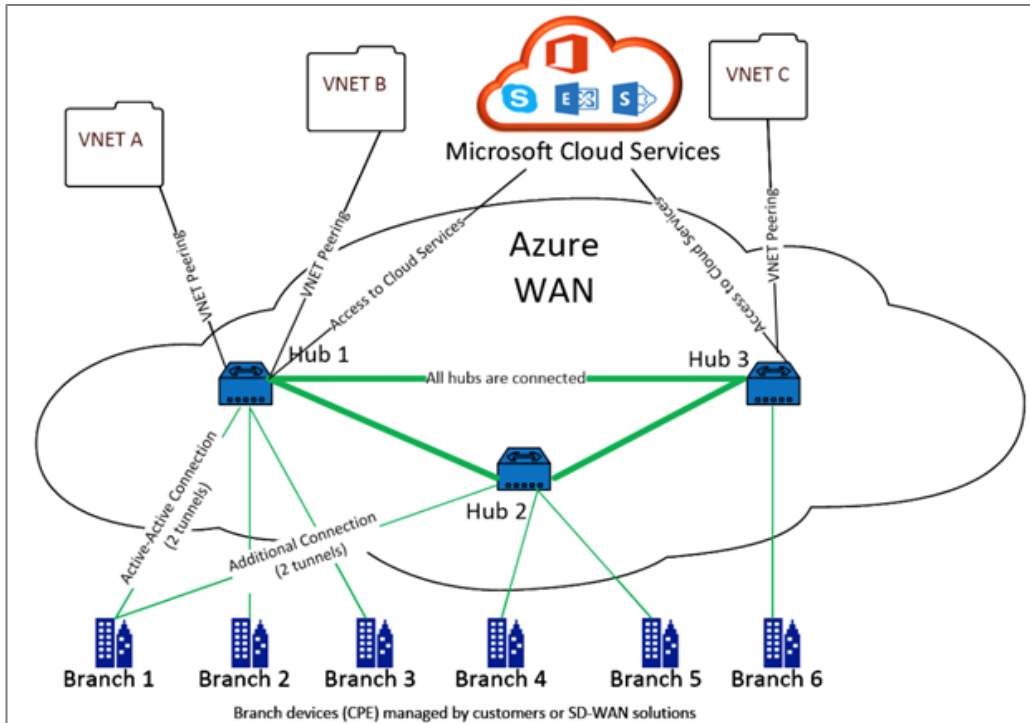 VNET A
VNET B
VNET C
Microsoft Cloud Services
VNET Peering
VNET Peering
Access to Cloud Services
Access to Cloud Services
VNET Peering
Azure
WAN
Hub 1
Hub 3
All hubs are connected
Hub 2
Active-Active Connection
(2 tunnels)
Additional Connection
(2 tunnels)
Branch 1
Branch 2
Branch 3
Branch 4
Branch 5
Branch 6
Branch devices (CPE) managed by customers or SD-WAN solutions